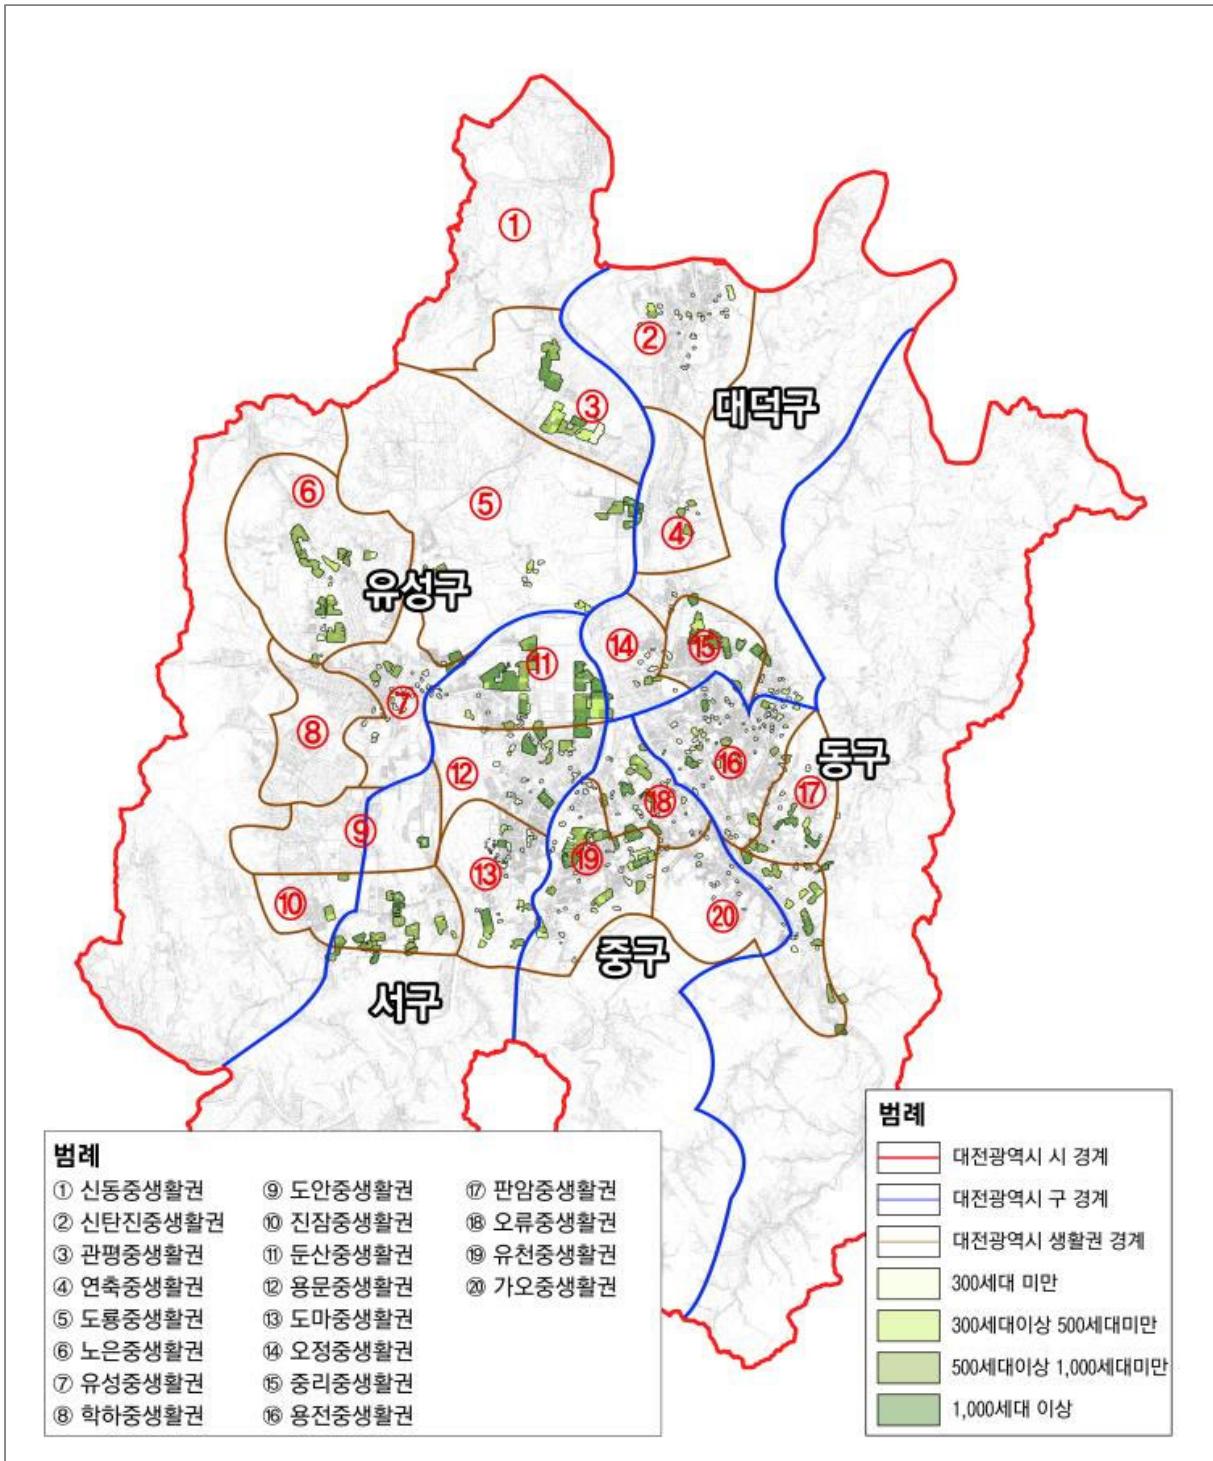 ①
②
대덕구
③
⑥
⑤
④
유성구
⑭
⑮
⑪
⑦
⑧
⑫
⑯
동구
⑰
⑱
⑨
⑲
⑬
⑩
⑳
중구
서구
범례
① 신동중생활권
② 신탄진중생활권
③ 관평중생활권
④ 연축중생활권
⑤ 도룡중생활권
⑥ 노은중생활권
⑦ 유성중생활권
⑧ 학하중생활권
⑨ 도안중생활권
⑩ 진잠중생활권
⑪ 둔산중생활권
⑫ 용문중생활권
⑬ 도마중생활권
⑭ 오정중생활권
⑮ 중리중생활권
⑯ 용전중생활권
⑰ 판암중생활권
⑱ 오류중생활권
⑲ 유천중생활권
⑳ 가오중생활권
범례
대전광역시 시 경계
대전광역시 구 경계
대전광역시 생활권 경계
300세대 미만
300세대이상 500세대미만
500세대이상 1,000세대미만
1,000세대 이상